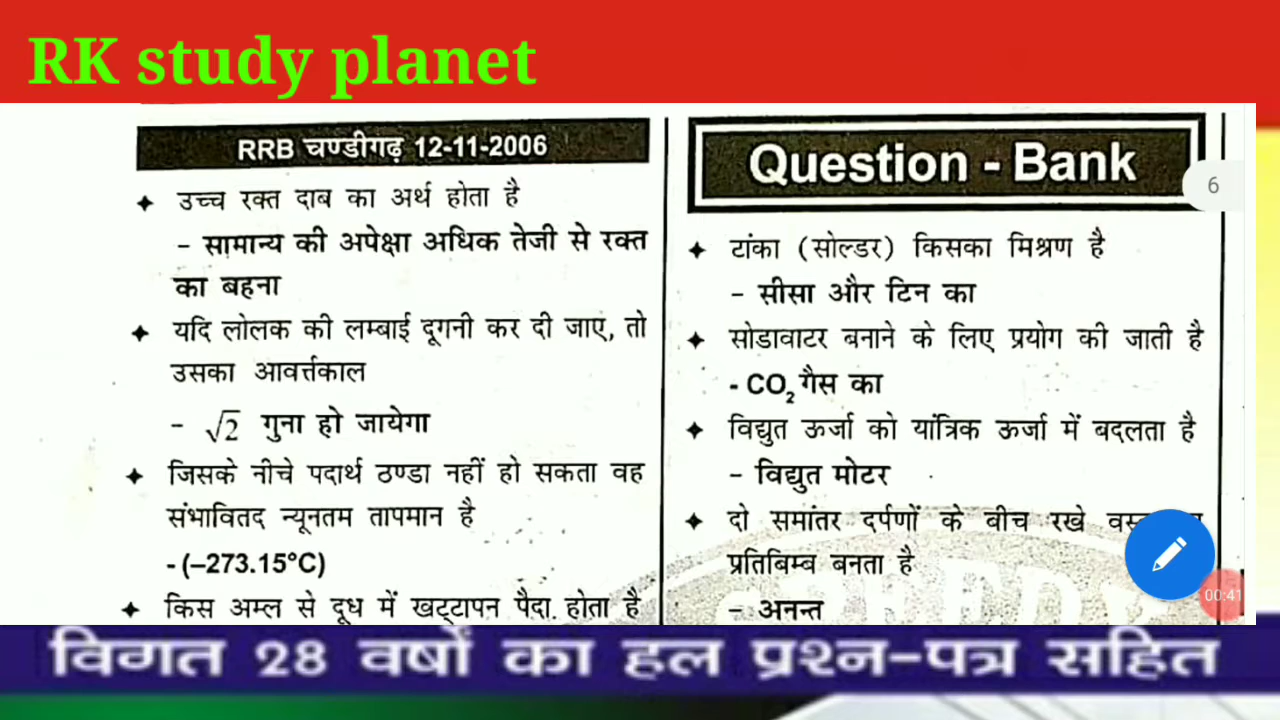 RK study planet
RRB चण्डीगढ़ 12-11-2006
✦ उच्च रक्त दाब का अर्थ होता है
– सामान्य की अपेक्षा अधिक तेजी से रक्त
का बहना
✦ यदि लोलक की लम्बाई दूगनी कर दी जाए, तो
उसका आवर्त्तकाल
– √2 गुना हो जायेगा
✦ जिसके नीचे पदार्थ ठण्डा नहीं हो सकता वह
संभावितद न्यूनतम तापमान है
- (–273.15°C)
✦ किस अम्ल से दूध में खट्टापन पैदा होता है
Question - Bank
6
✦ टांका (सोल्डर) किसका मिश्रण है
– सीसा और टिन का
✦ सोडावाटर बनाने के लिए प्रयोग की जाती है
- CO₂ गैस का
✦ विद्युत ऊर्जा को यांत्रिक ऊर्जा में बदलता है
– विद्युत मोटर
✦ दो समांतर दर्पणों के बीच रखे
प्रतिबिम्ब बनता है
– अनन्त
00:41
विगत 28 वर्षों का हल प्रश्न-पत्र सहित